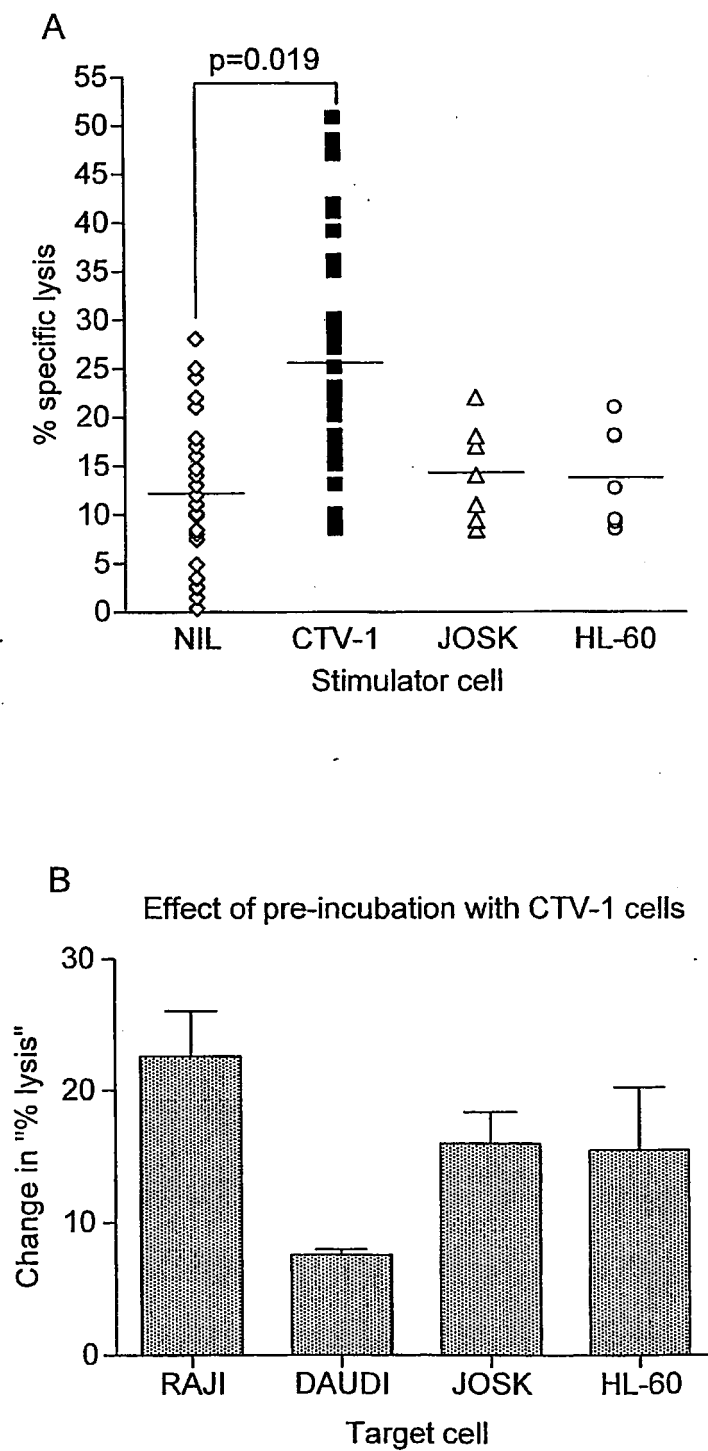 A
p=0.019
55
50
45
40
35
30
25
20
15
10
5
0
% specific lysis
NIL CTV-1 JOSK HL-60
Stimulator cell
B
Effect of pre-incubation with CTV-1 cells
30
20
10
0
Change in "% lysis"
RAJI DAUDI JOSK HL-60
Target cell